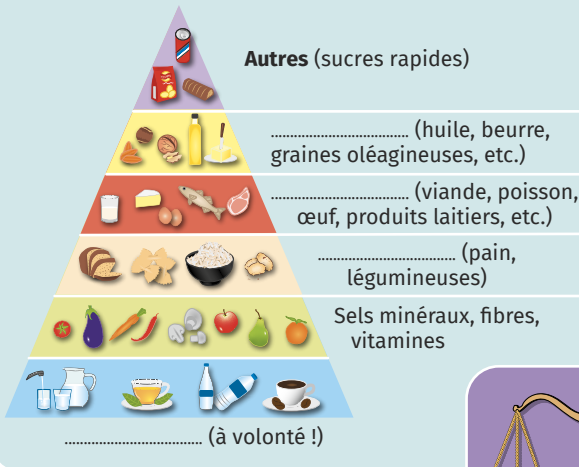 Autres (sucres rapides)
.................................. (huile, beurre,
graines oléagineuses, etc.)
.................................. (viande, poisson,
œuf, produits laitiers, etc.)
.................................. (pain,
légumineuses)
Sels minéraux, fibres,
vitamines
.................................. (à volonté !)